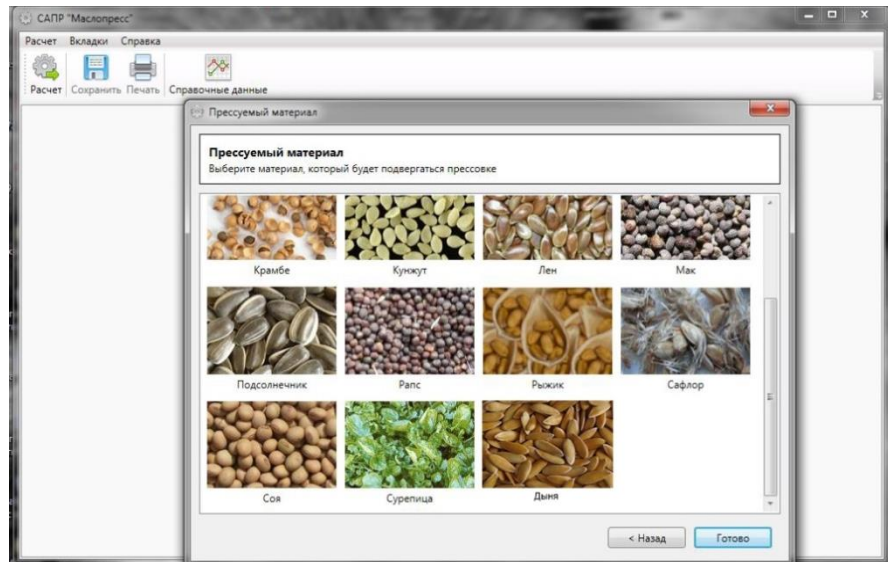 САПР "Маслопресс"
Расчет Вкладки Справка
Расчет Сохранить Печать Справочные данные
Прессуемый материал
Прессуемый материал
Выберите материал, который будет подвергаться прессовке
Крамбе Кунжут Лен Мак
Подсолнечник Рапс Рыжик Сафлор
Соя Сурепица Дыня
< Назад Готово